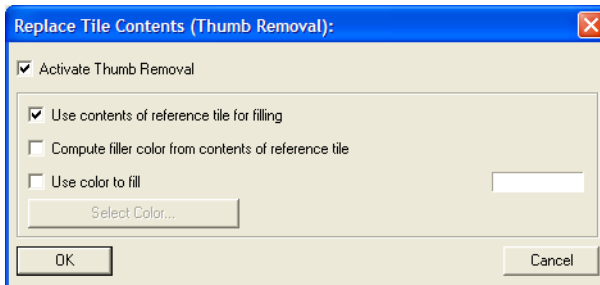 Replace Tile Contents (Thumb Removal):
Activate Thumb Removal
Use contents of reference tile for filling
Compute filler color from contents of reference tile
Use color to fill
Select Color...
OK Cancel